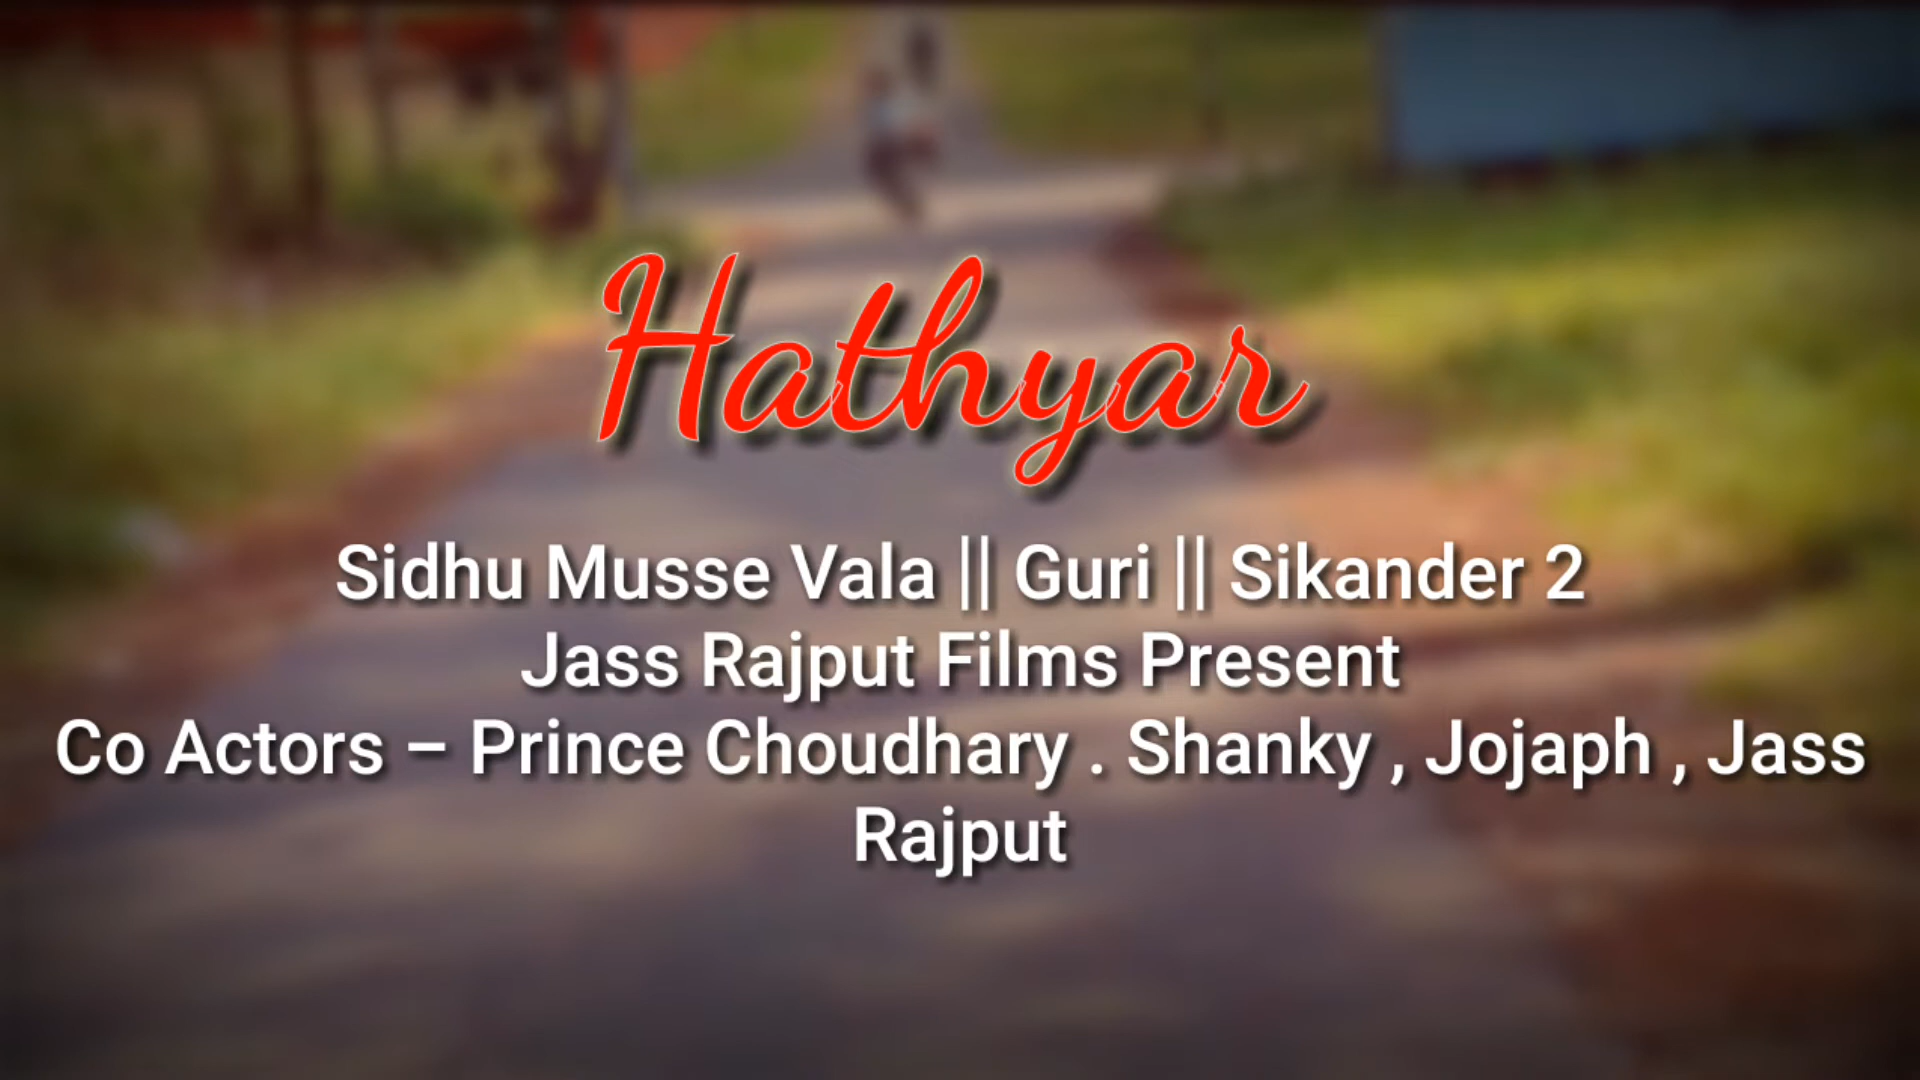 Hathyar
Sidhu Musse Vala || Guri || Sikander 2
Jass Rajput Films Present
Co Actors – Prince Choudhary . Shanky , Jojaph , Jass
Rajput